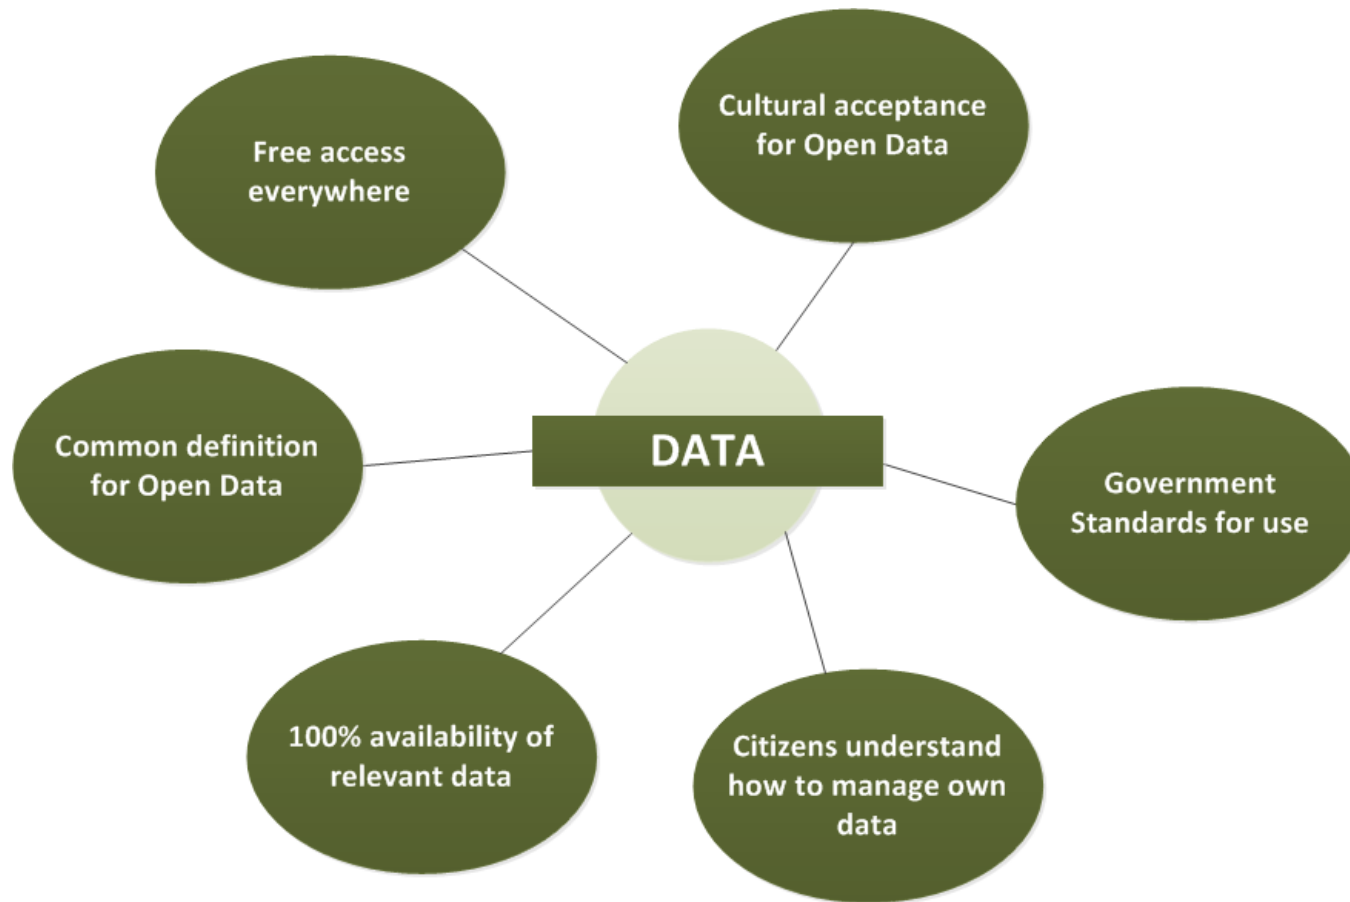 Cultural acceptance
for Open Data
Free access
everywhere
Common definition
for Open Data
DATA
Government
Standards for use
100% availability of
relevant data
Citizens understand
how to manage own
data